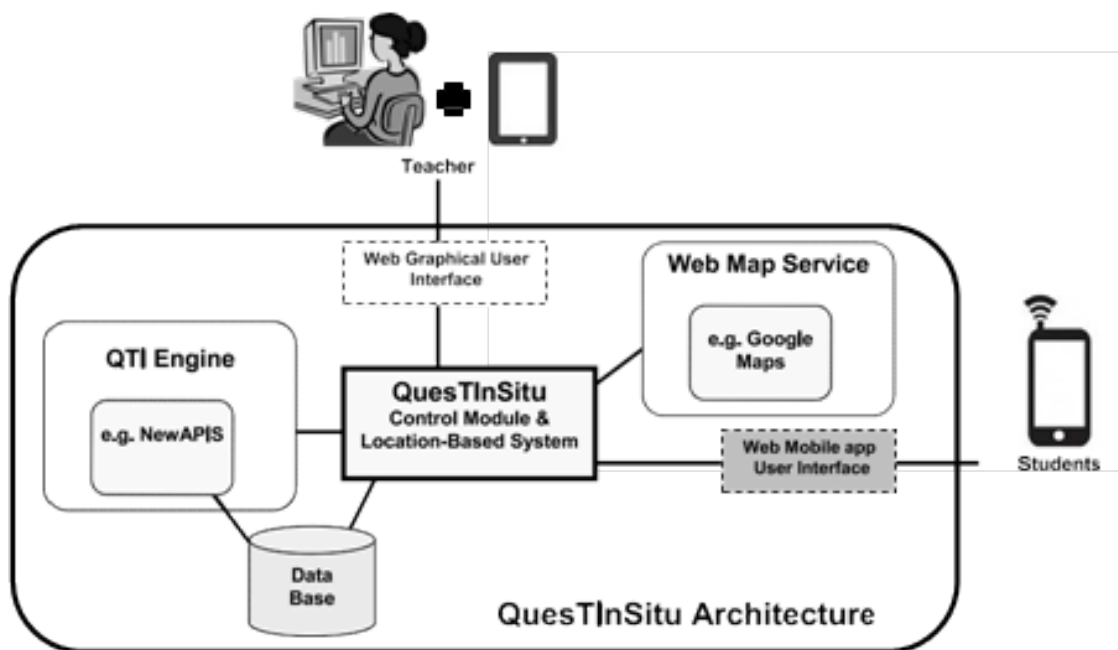 Teacher
Web Graphical User
Interface
Web Map Service
e.g. Google
Maps
QTI Engine
e.g. NewAPIS
QuesTInSitu
Control Module &
Location-Based System
Web Mobile app
User Interface
Students
Data
Base
QuesTInSitu Architecture